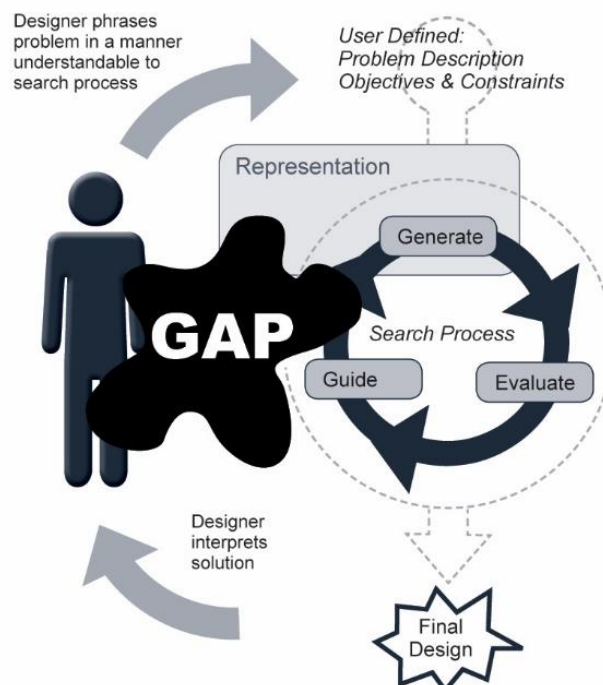 Designer phrases
problem in a manner
understandable to
search process
User Defined:
Problem Description
Objectives & Constraints
Representation
Generate
GAP
Search Process
Guide
Evaluate
Designer
interprets
solution
Final
Design